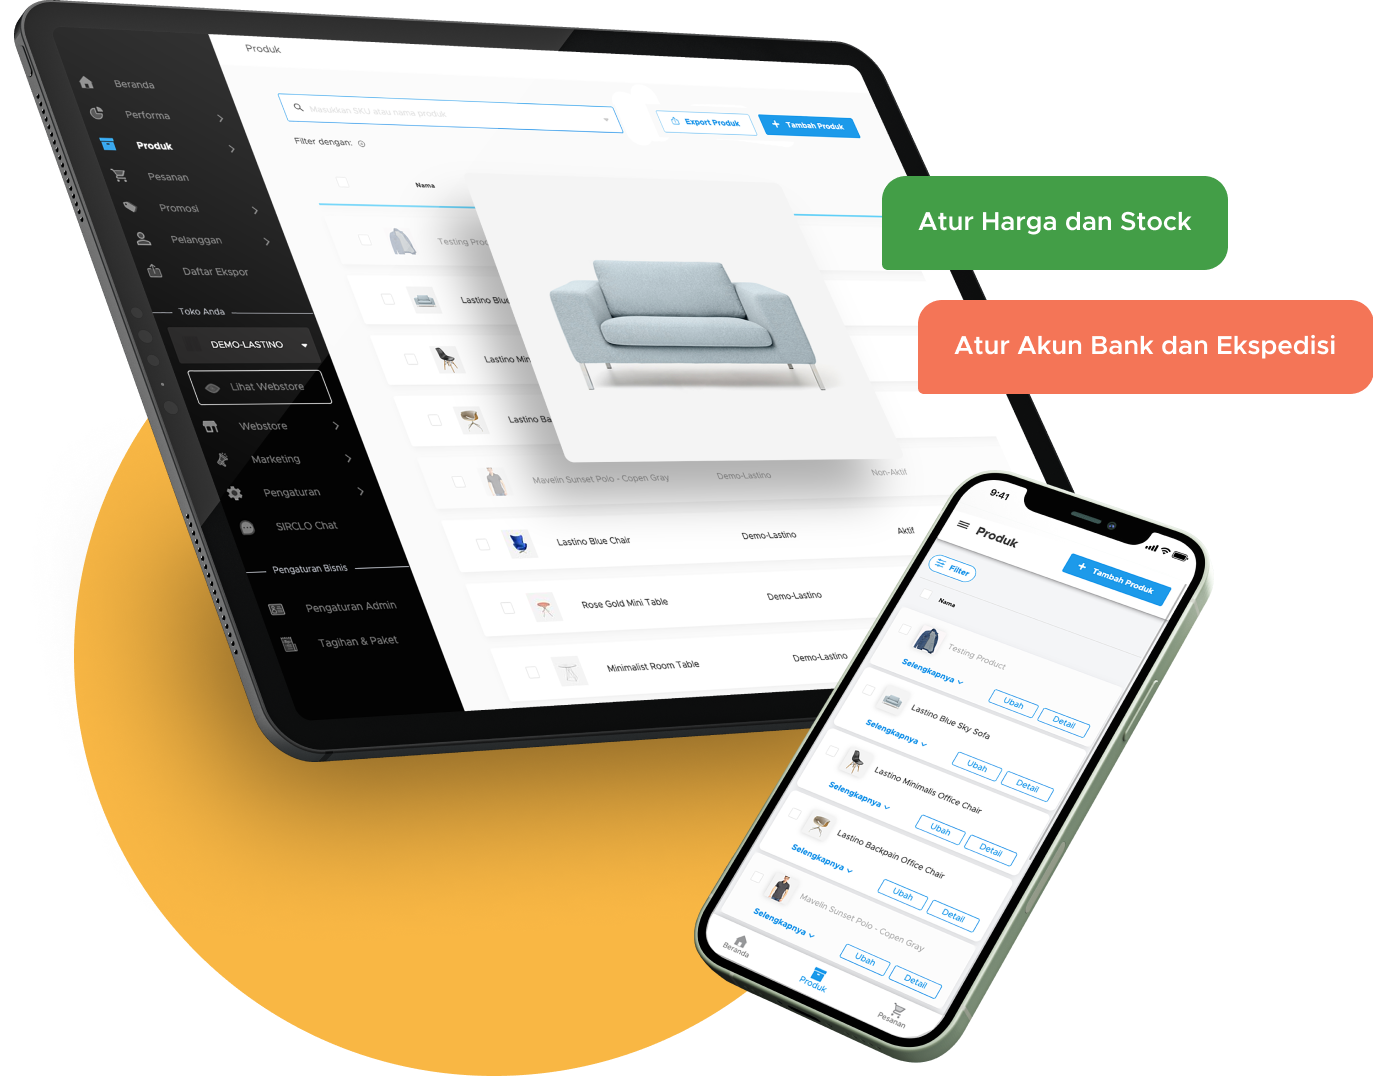 Produk
Beranda
Performa
Produk
Pesanan
Promosi
Pelanggan
Daftar Ekspor
Toko Anda
DEMO-LASTINO
Lihat Webstore
Webstore
Marketing
Pengaturan
SIRCLO Chat
Pengaturan Bisnis
Pengaturan Admin
Tagihan & Paket
Masukkan SKU atau nama produk
Export Produk
+ Tambah Produk
Filter dengan:
Nama
Testing Proc
Lastino Blue
Lastino Min
Lastino Ba
Mavelin Sunset Polo - Copen Gray Demo-Lastino Non-Aktif
Lastino Blue Chair Demo-Lastino Aktif
Rose Gold Mini Table Demo-Lastino
Minimalist Room Table Demo-Lastino
Atur Harga dan Stock
Atur Akun Bank dan Ekspedisi
9:41
Produk
+ Tambah Produk
Filter
Nama
Testing Product
Selengkapnya
Ubah Detail
Lastino Blue Sky Sofa
Selengkapnya
Ubah Detail
Lastino Minimalis Office Chair
Selengkapnya
Ubah Detail
Lastino Backpain Office Chair
Selengkapnya
Ubah Detail
Mavelin Sunset Polo - Copen Gray
Selengkapnya
Ubah Detail
Beranda
Produk
Pesanan